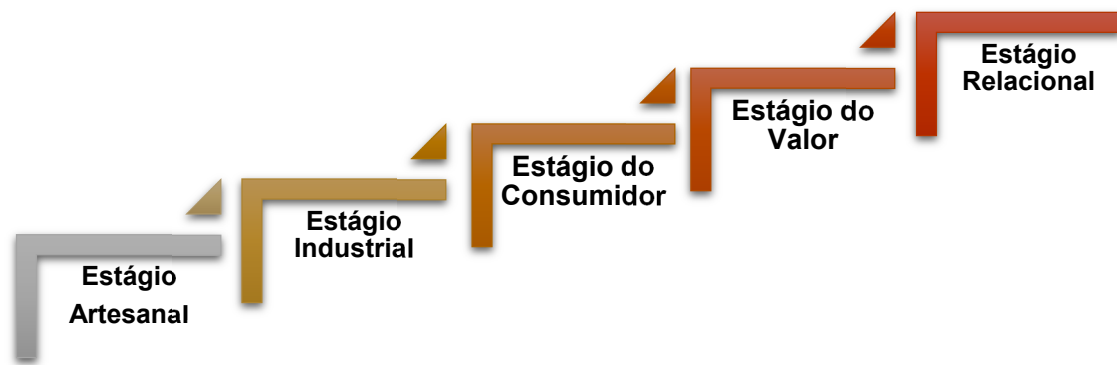 Estágio
Artesanal
Estágio
Industrial
Estágio do
Consumidor
Estágio do
Valor
Estágio
Relacional